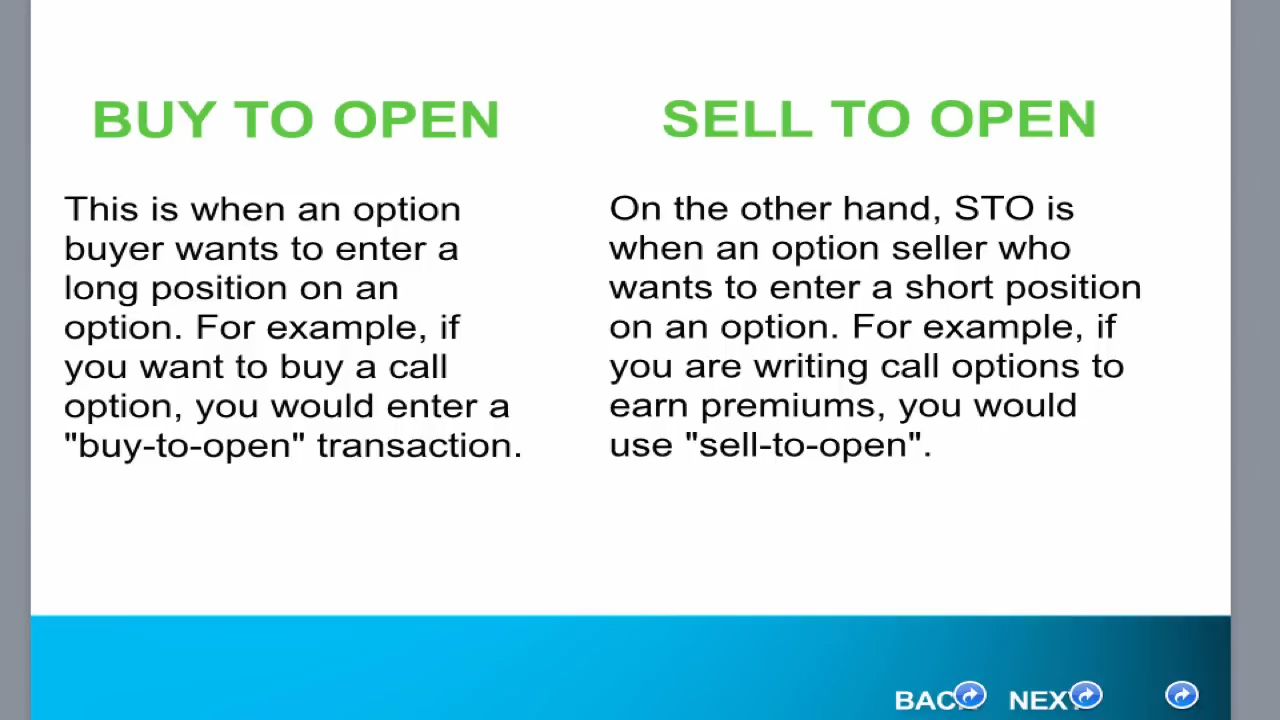 BUY TO OPEN
This is when an option
buyer wants to enter a
long position on an
option. For example, if
you want to buy a call
option, you would enter a
"buy-to-open" transaction.
SELL TO OPEN
On the other hand, STO is
when an option seller who
wants to enter a short position
on an option. For example, if
you are writing call options to
earn premiums, you would
use "sell-to-open".
BACK NEXT